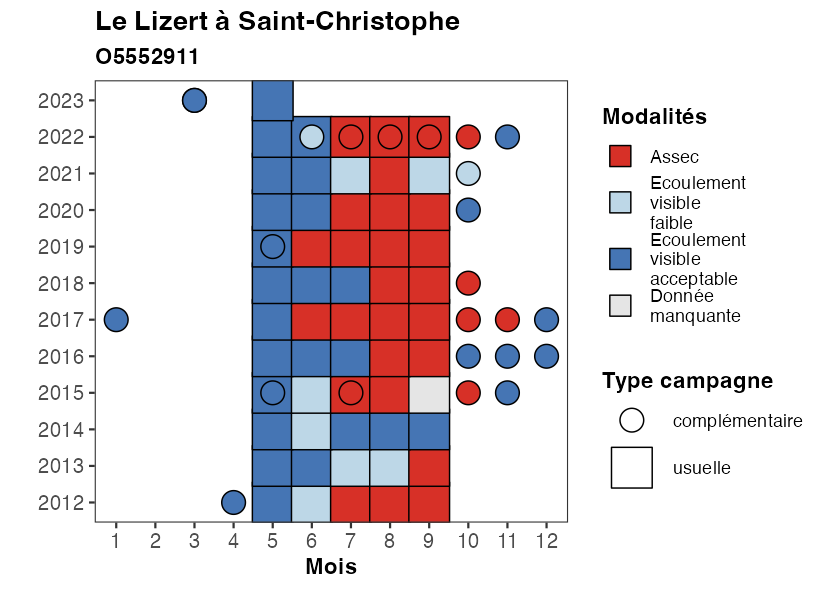 Le Lizert à Saint-Christophe
O5552911
2023
2022
2021
2020
2019
2018
2017
2016
2015
2014
2013
2012
1 2 3 4 5 6 7 8 9 10 11 12
Mois
Modalités
Assec
Ecoulement
visible
faible
Ecoulement
visible
acceptable
Donnée
manquante
Type campagne
complémentaire
usuelle